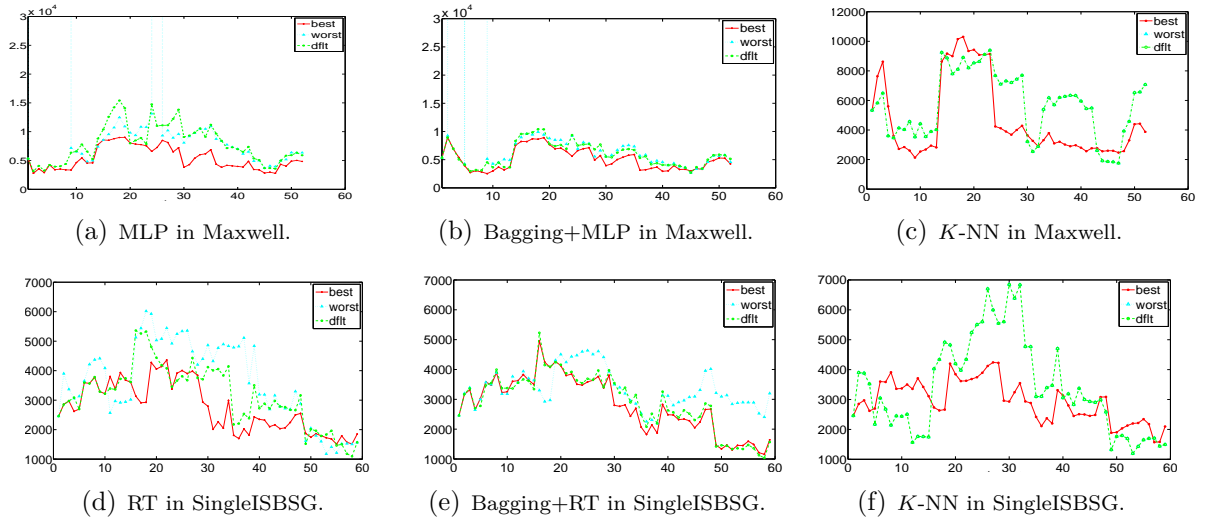 3 x 10^4
2.5
2
1.5
1
0.5
0
10 20 30 40 50 60
best
worst
dflt
(a) MLP in Maxwell.
3 x 10^4
2.5
2
1.5
1
0.5
0
10 20 30 40 50 60
best
worst
dflt
(b) Bagging+MLP in Maxwell.
12000
10000
8000
6000
4000
2000
0 10 20 30 40 50 60
best
worst
dflt
(c) K-NN in Maxwell.
7000
6000
5000
4000
3000
2000
1000
0 10 20 30 40 50 60
best
worst
dflt
(d) RT in SingleISBSG.
7000
6000
5000
4000
3000
2000
1000
0 10 20 30 40 50 60
best
worst
dflt
(e) Bagging+RT in SingleISBSG.
7000
6000
5000
4000
3000
2000
1000
0 10 20 30 40 50 60
best
worst
dflt
(f) K-NN in SingleISBSG.